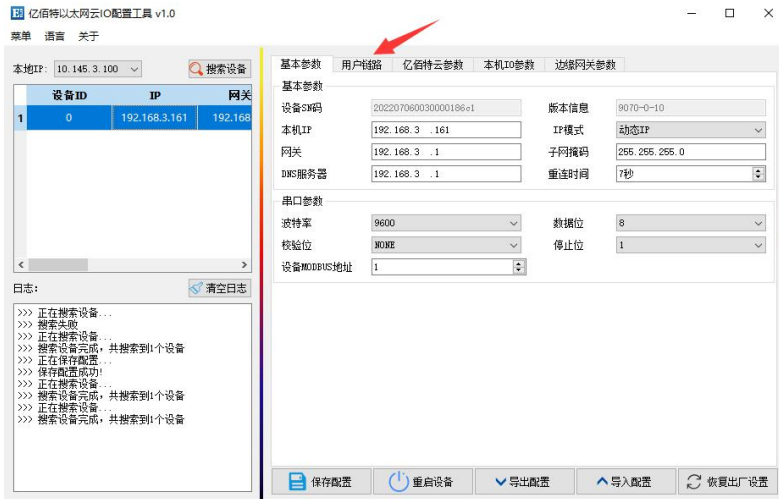 亿佰特以太网云IO配置工具 v1.0
菜单 语言 关于
本地IP: 10.145.3.100 搜索设备
设备ID IP 网关
1 0 192.168.3.161 192.168
日志: 清空日志
>>> 正在搜索设备...
>>> 搜索失败
>>> 正在搜索设备...
>>> 搜索设备完成，共搜索到1个设备
>>> 正在保存配置...
>>> 保存配置成功!
>>> 正在搜索设备...
>>> 搜索设备完成，共搜索到1个设备
>>> 正在搜索设备...
>>> 搜索设备完成，共搜索到1个设备
基本参数 用户链路 亿佰特云参数 本机IO参数 边缘网关参数
基本参数
设备SN码 202207060030000186c1 版本信息 9070-0-10
本机IP 192.168.3 .161 IP模式 动态IP
网关 192.168.3 .1 子网掩码 255.255.255.0
DNS服务器 192.168.3 .1 重连时间 7秒
串口参数
波特率 9600 数据位 8
校验位 NONE 停止位 1
设备MODBUS地址 1
保存配置 重启设备 导出配置 导入配置 恢复出厂设置